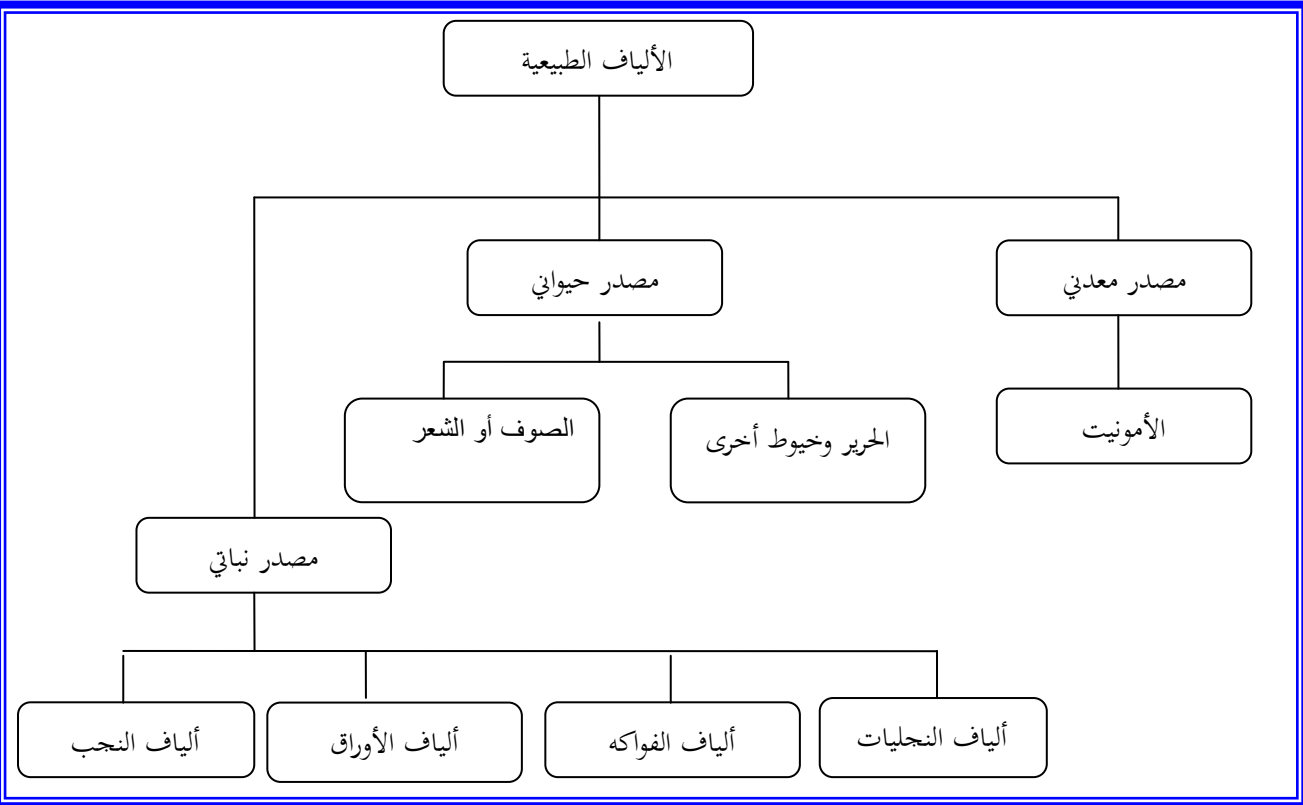 الألياف الطبيعية
مصدر معدني
مصدر حيواني
الأمونيت
الحرير وخيوط أخرى
الصوف أو الشعر
مصدر نباتي
ألياف النجليات
ألياف الفواكه
ألياف الأوراق
ألياف النجب